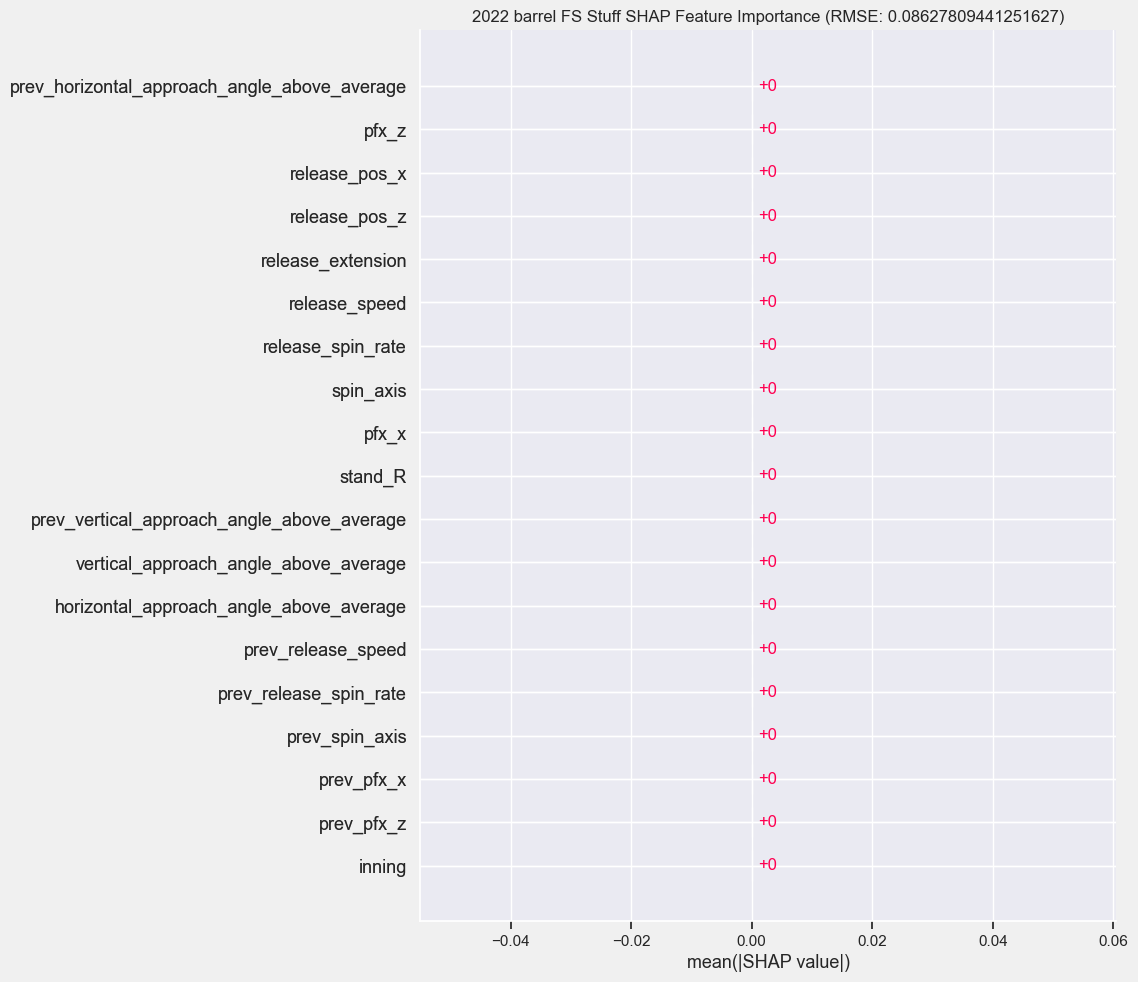 2022 barrel FS Stuff SHAP Feature Importance (RMSE: 0.08627809441251627)
prev_horizontal_approach_angle_above_average +0
pfx_z +0
release_pos_x +0
release_pos_z +0
release_extension +0
release_speed +0
release_spin_rate +0
spin_axis +0
pfx_x +0
stand_R +0
prev_vertical_approach_angle_above_average +0
vertical_approach_angle_above_average +0
horizontal_approach_angle_above_average +0
prev_release_speed +0
prev_release_spin_rate +0
prev_spin_axis +0
prev_pfx_x +0
prev_pfx_z +0
inning +0
−0.04 −0.02 0.00 0.02 0.04 0.06
mean(|SHAP value|)